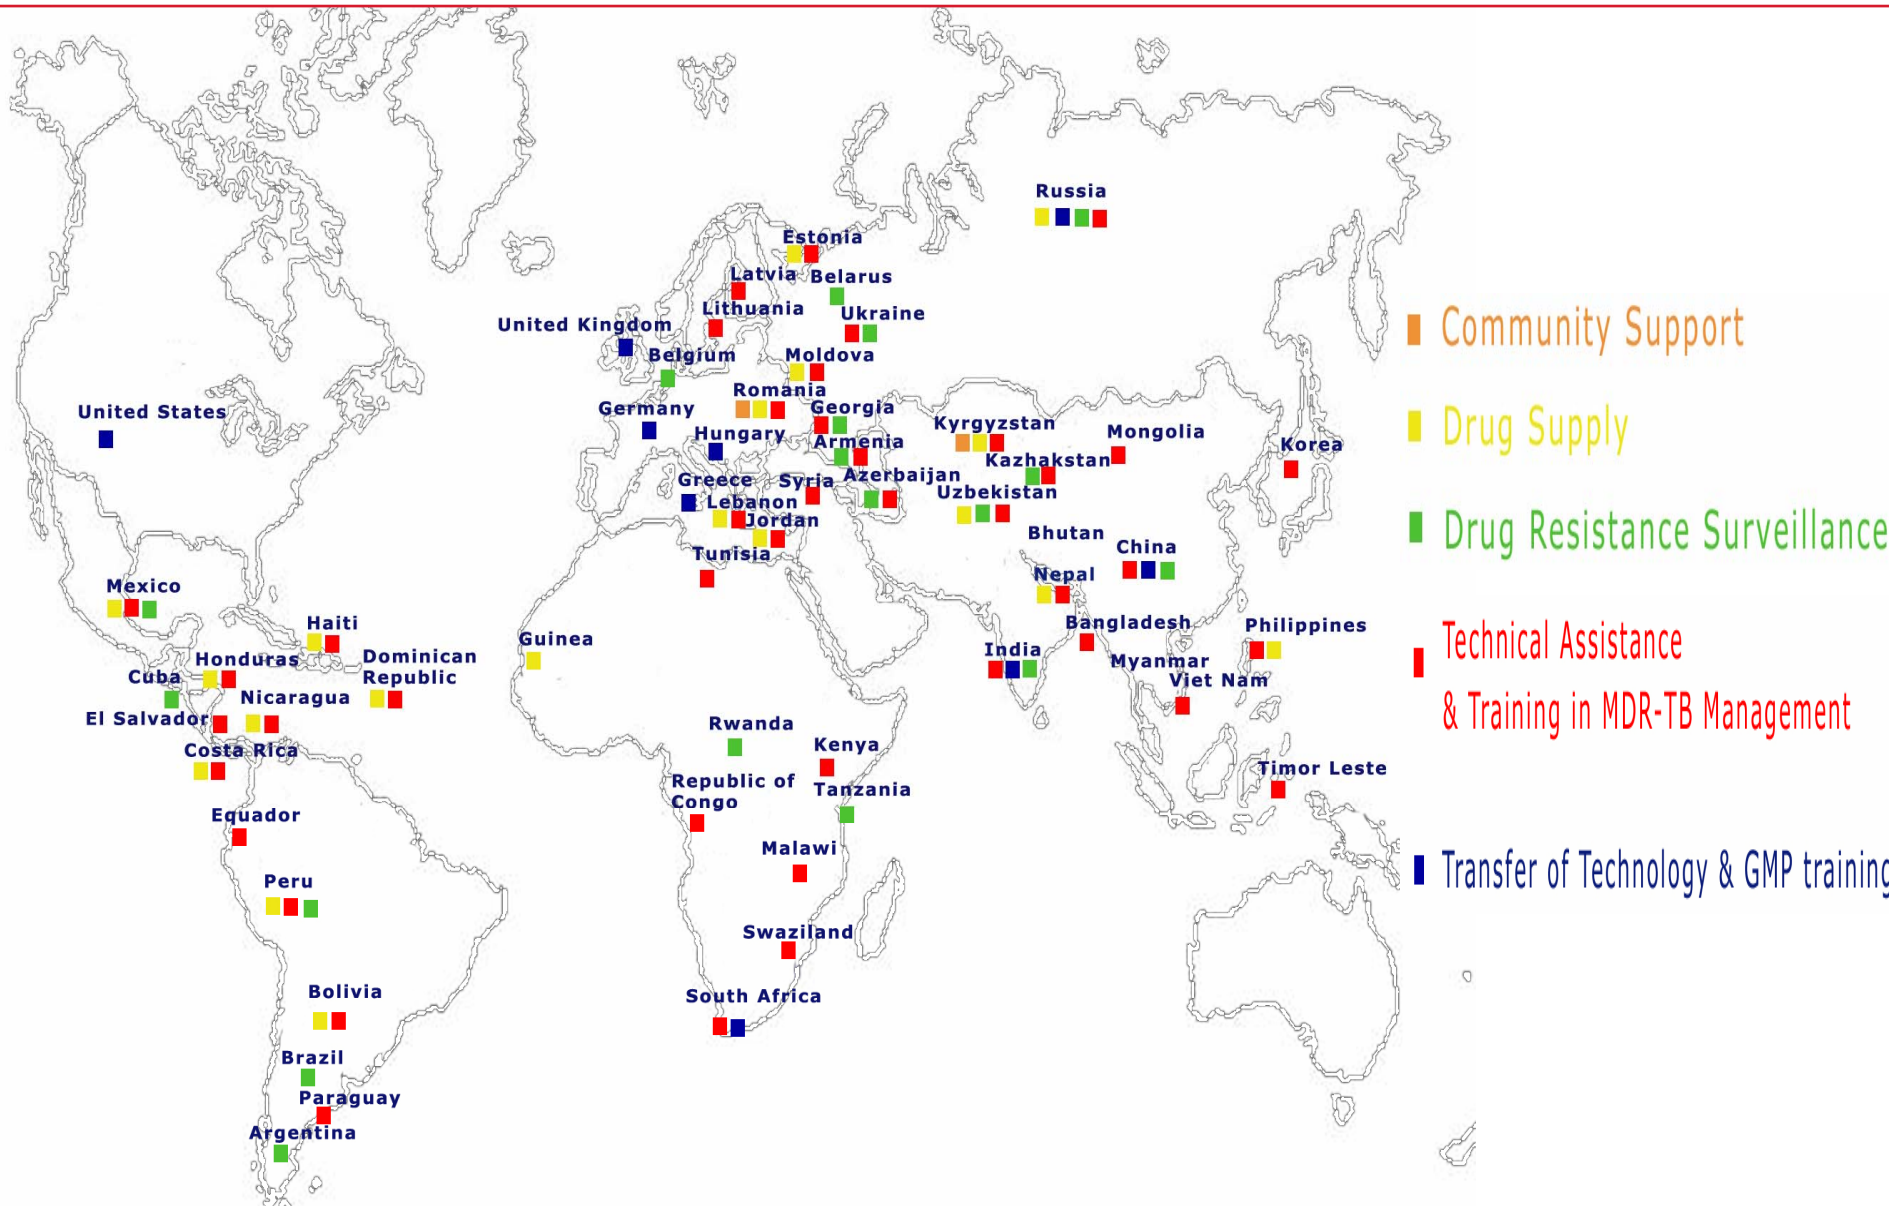 Russia
Estonia
Latvia
Belarus
Lithuania
Ukraine
United Kingdom
Belgium
Moldova
Romania
Germany
Georgia
United States
Hungary
Armenia
Kyrgyzstan
Mongolia
Korea
Kazhakstan
Greece
Syria
Azerbaijan
Lebanon
Uzbekistan
Jordan
Bhutan
Tunisia
China
Nepal
Mexico
Haiti
Bangladesh
Philippines
Guinea
India
Honduras
Dominican
Republic
Cuba
Myanmar
Viet Nam
Nicaragua
El Salvador
Rwanda
Costa Rica
Kenya
Republic of
Congo
Tanzania
Timor Leste
Equador
Malawi
Peru
Swaziland
Bolivia
South Africa
Brazil
Paraguay
Argentina
Community Support
Drug Supply
Drug Resistance Surveillance
Technical Assistance
& Training in MDR-TB Management
Transfer of Technology & GMP training